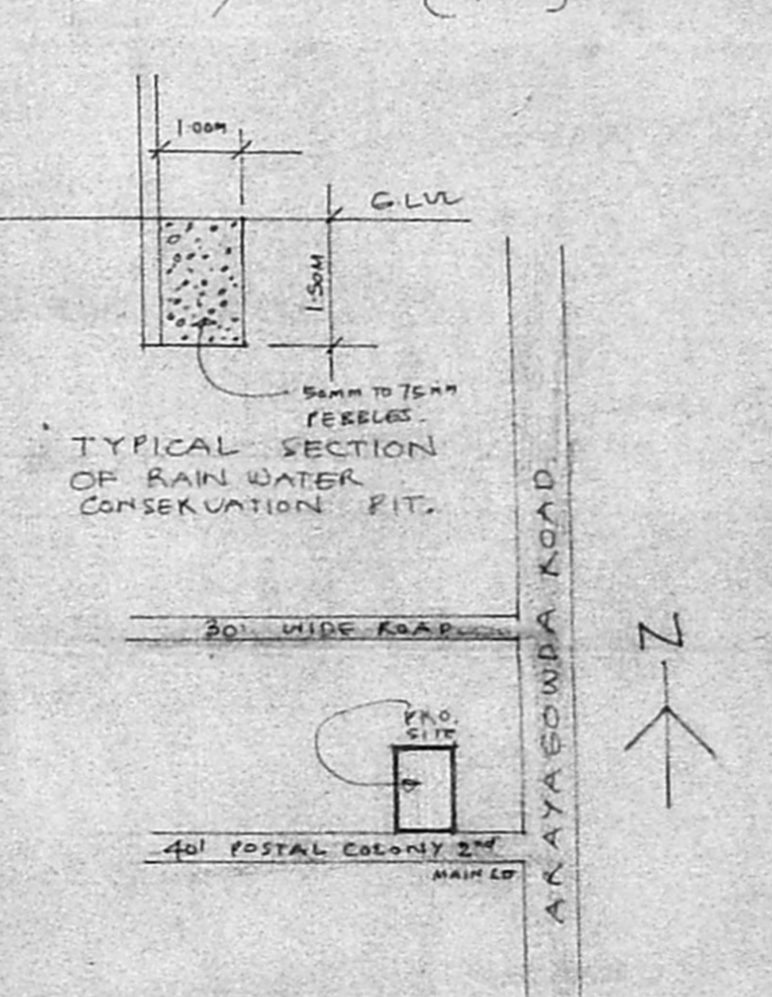 1.00M
G.LVL
1.50M
50MM TO 75MM
PEBBLES.
TYPICAL SECTION
OF RAIN WATER
CONSERVATION PIT.
30' WIDE ROAD
ARAYAGOWDA ROAD.
N
PRO.
SITE
40' POSTAL COLONY 2nd
MAIN RD